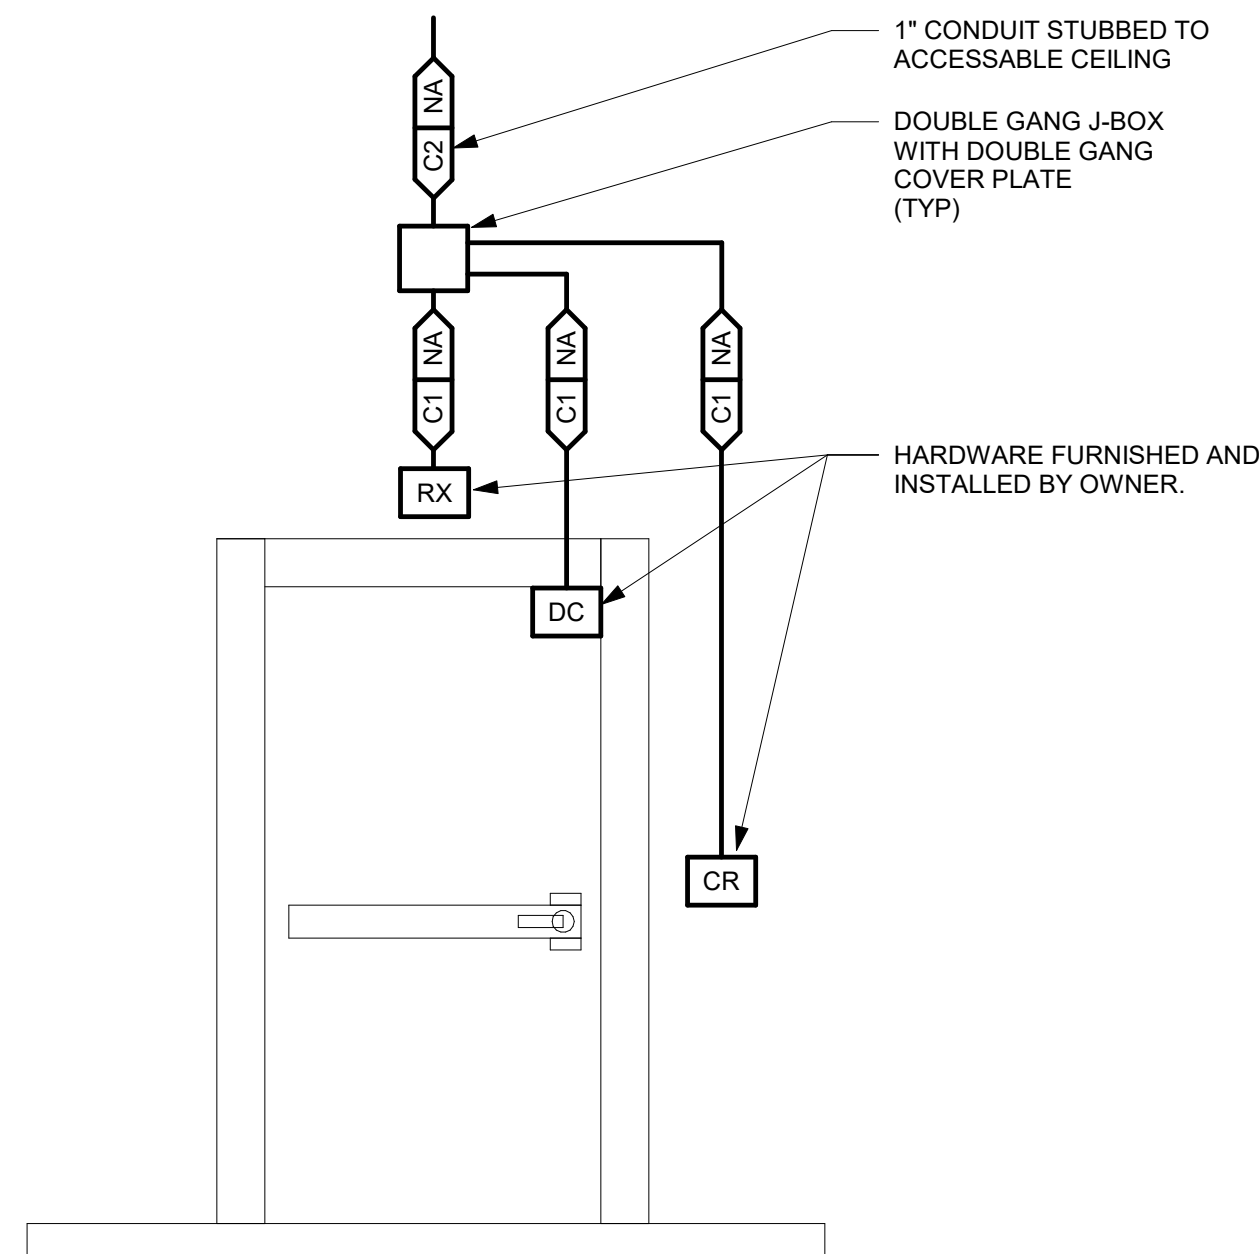 1" CONDUIT STUBBED TO
ACCESSABLE CEILING
NA
C2
DOUBLE GANG J-BOX
WITH DOUBLE GANG
COVER PLATE
(TYP)
NA
C1
NA
C1
NA
C1
HARDWARE FURNISHED AND
INSTALLED BY OWNER.
RX
DC
CR